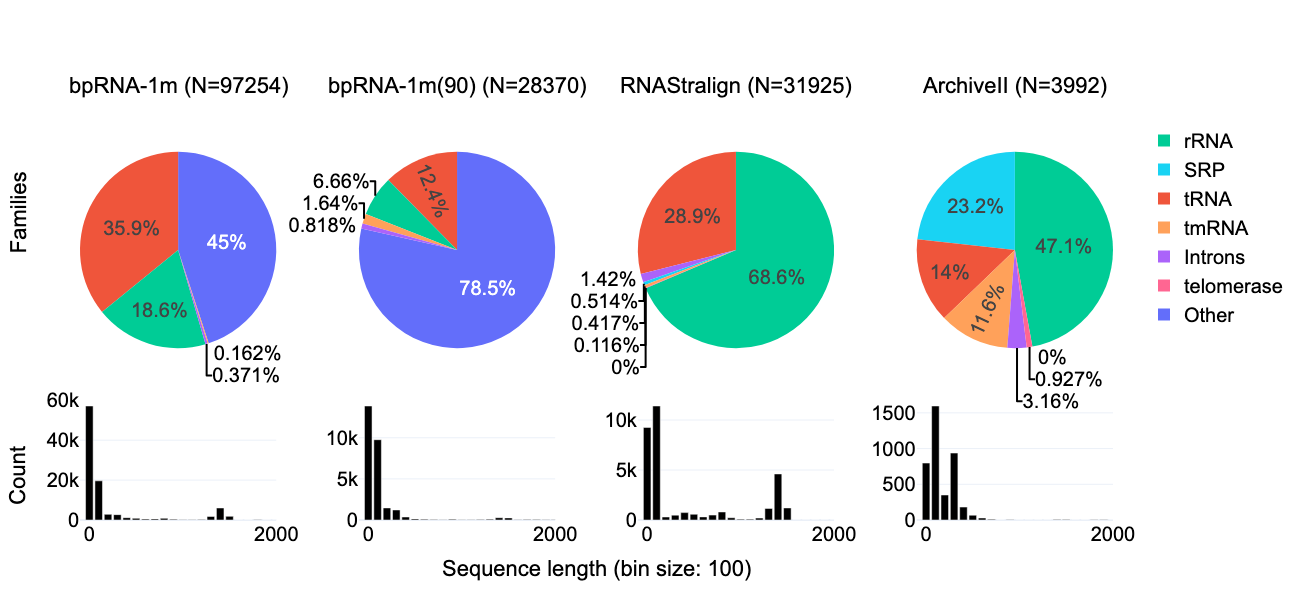 bpRNA-1m (N=97254)
bpRNA-1m(90) (N=28370)
RNAStralign (N=31925)
ArchiveII (N=3992)
Families
35.9%
45%
18.6%
0.162%
0.371%
6.66%
1.64%
0.818%
12.4%
78.5%
28.9%
68.6%
1.42%
0.514%
0.417%
0.116%
0%
23.2%
47.1%
14%
11.6%
0%
0.927%
3.16%
rRNA
SRP
tRNA
tmRNA
Introns
telomerase
Other
Count
60k
40k
20k
0
0
2000
10k
5k
0
0
2000
10k
5k
0
0
2000
1500
1000
500
0
0
2000
Sequence length (bin size: 100)